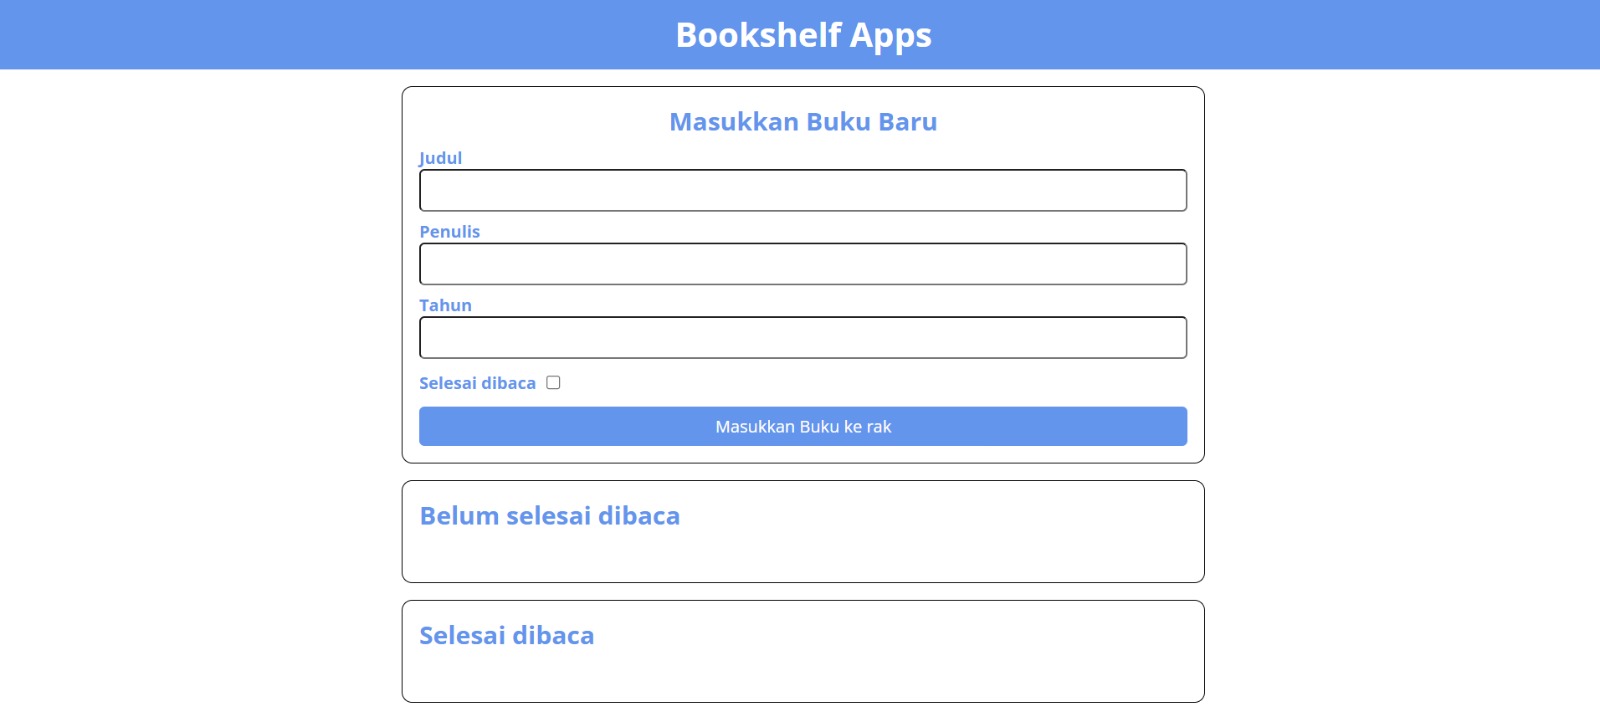 Bookshelf Apps
Masukkan Buku Baru
Judul
Penulis
Tahun
Selesai dibaca
Masukkan Buku ke rak
Belum selesai dibaca
Selesai dibaca